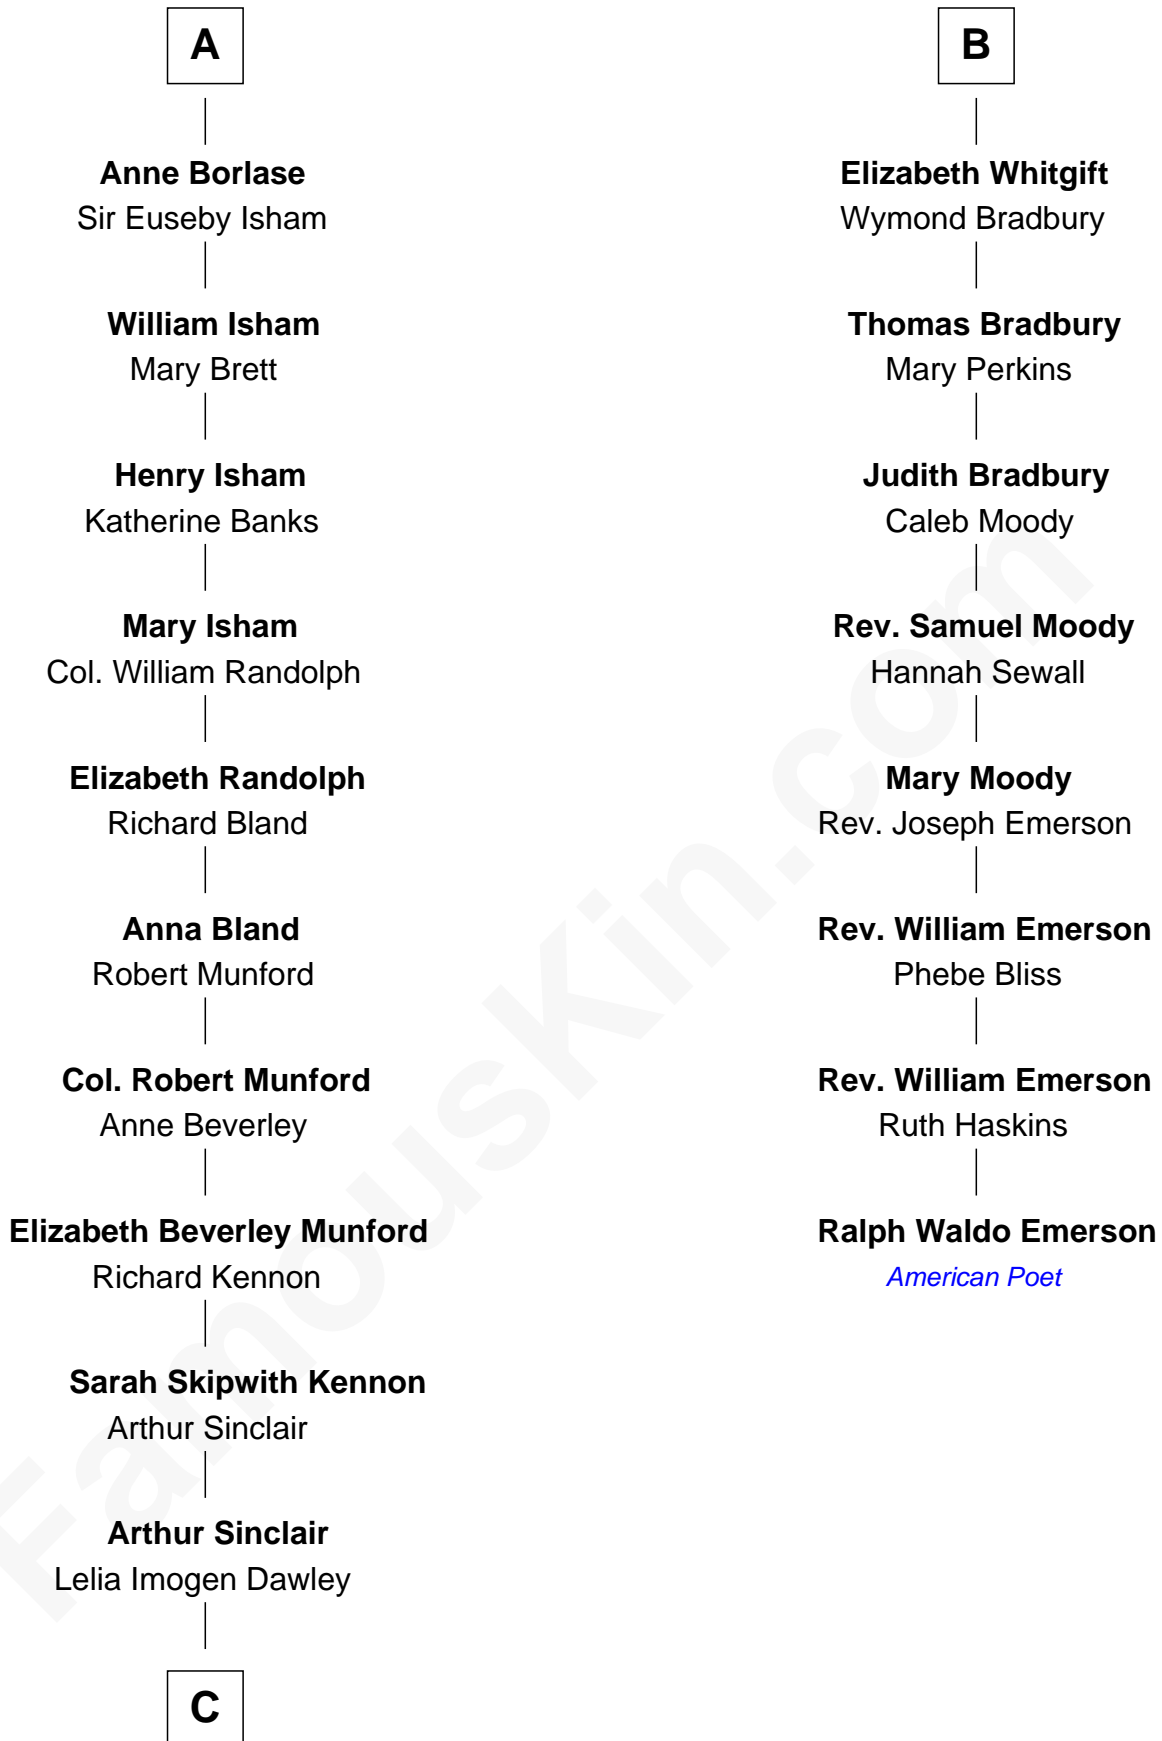 A
Anne Borlase
Sir Euseby Isham
William Isham
Mary Brett
Henry Isham
Katherine Banks
Mary Isham
Col. William Randolph
Elizabeth Randolph
Richard Bland
Anna Bland
Robert Munford
Col. Robert Munford
Anne Beverley
Elizabeth Beverley Munford
Richard Kennon
Sarah Skipwith Kennon
Arthur Sinclair
Arthur Sinclair
Lelia Imogen Dawley
C
B
Elizabeth Whitgift
Wymond Bradbury
Thomas Bradbury
Mary Perkins
Judith Bradbury
Caleb Moody
Rev. Samuel Moody
Hannah Sewall
Mary Moody
Rev. Joseph Emerson
Rev. William Emerson
Phebe Bliss
Rev. William Emerson
Ruth Haskins
Ralph Waldo Emerson
American Poet
FamousKin.com